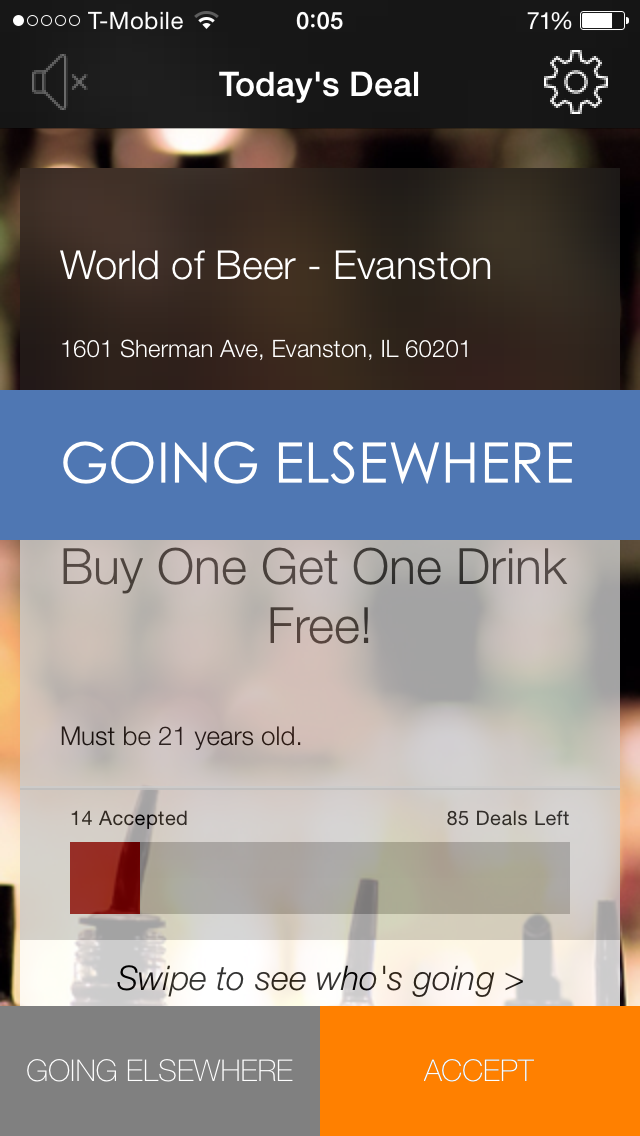 T-Mobile 0:05 71%
Today's Deal
World of Beer - Evanston
1601 Sherman Ave, Evanston, IL 60201
GOING ELSEWHERE
Buy One Get One Drink
Free!
Must be 21 years old.
14 Accepted 85 Deals Left
Swipe to see who's going >
GOING ELSEWHERE ACCEPT